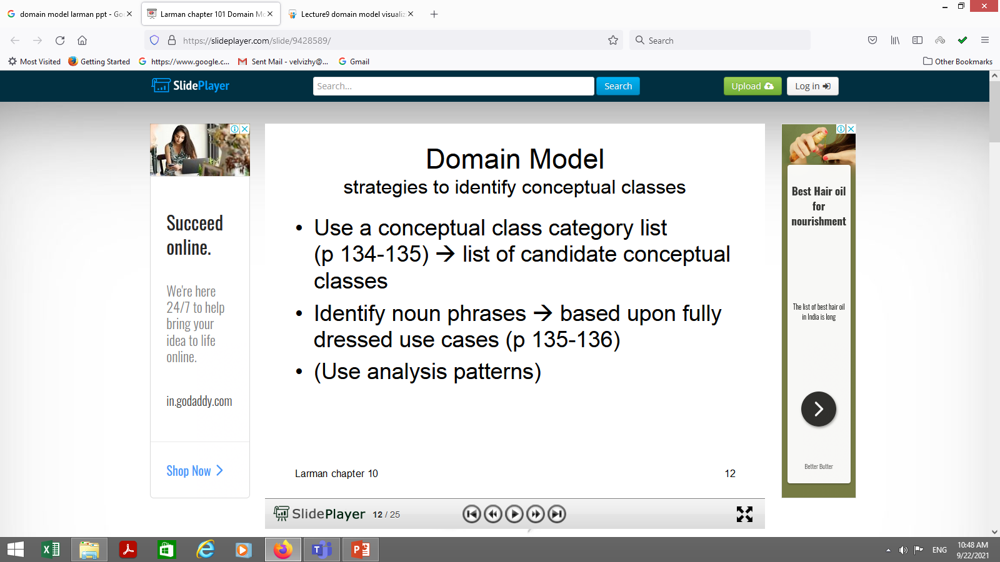 domain model larman ppt - Go
Larman chapter 101 Domain Mo
Lecture9 domain model visualiz
https://slideplayer.com/slide/9428589/
Search
Most Visited
Getting Started
https://www.google.c...
Sent Mail - velvizhy@...
Gmail
Other Bookmarks
SlidePlayer
Search...
Search
Upload
Log in
Succeed
online.
We're here
24/7 to help
bring your
idea to life
online.
in.godaddy.com
Shop Now
Domain Model
strategies to identify conceptual classes
• Use a conceptual class category list
(p 134-135) → list of candidate conceptual
classes
• Identify noun phrases → based upon fully
dressed use cases (p 135-136)
• (Use analysis patterns)
Larman chapter 10
12
Best Hair oil
for
nourishment
The list of best hair oil
in India is long
Better Butter
SlidePlayer
12 / 25
ENG
10:48 AM
9/22/2021